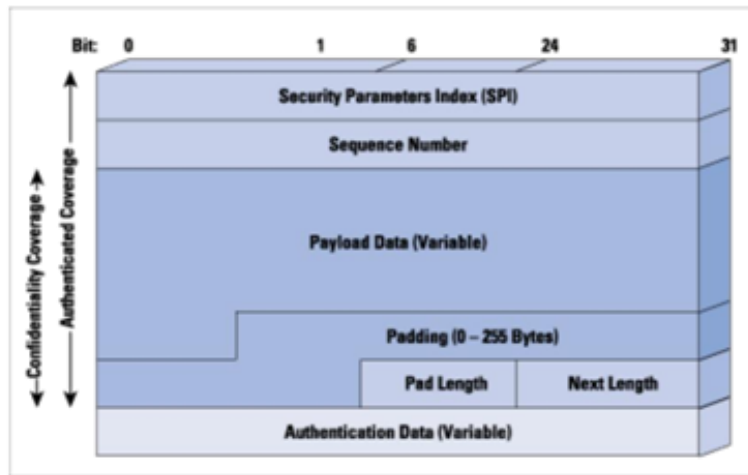 Bit: 0 1 6 24 31
Security Parameters Index (SPI)
Sequence Number
Confidentiality Coverage
Authenticated Coverage
Payload Data (Variable)
Padding (0 – 255 Bytes)
Pad Length Next Length
Authentication Data (Variable)